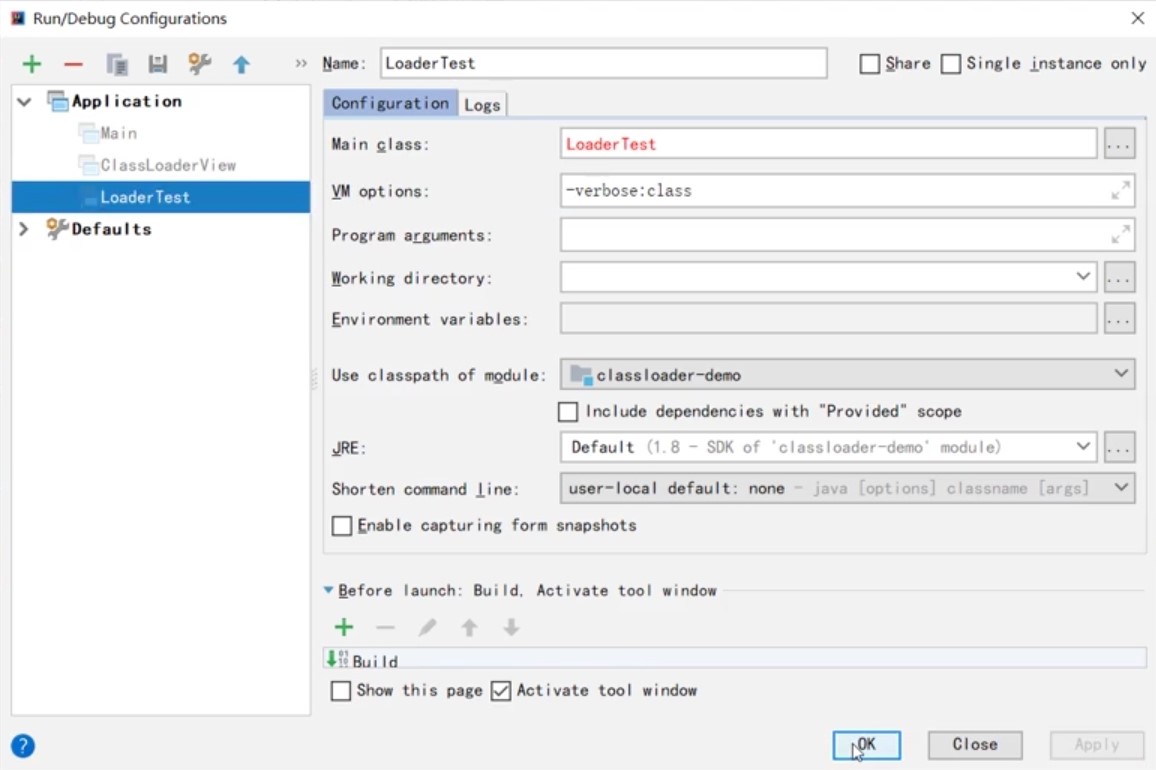 Run/Debug Configurations
Name: LoaderTest Share Single instance only
Application
Main
ClassLoaderView
LoaderTest
Defaults
Configuration Logs
Main class: LoaderTest ...
VM options: -verbose:class
Program arguments:
Working directory: ...
Environment variables: ...
Use classpath of module: classloader-demo
Include dependencies with "Provided" scope
JRE: Default (1.8 - SDK of 'classloader-demo' module) ...
Shorten command line: user-local default: none - java [options] classname [args]
Enable capturing form snapshots
Before launch: Build, Activate tool window
Build
Show this page Activate tool window
? OK Close Apply